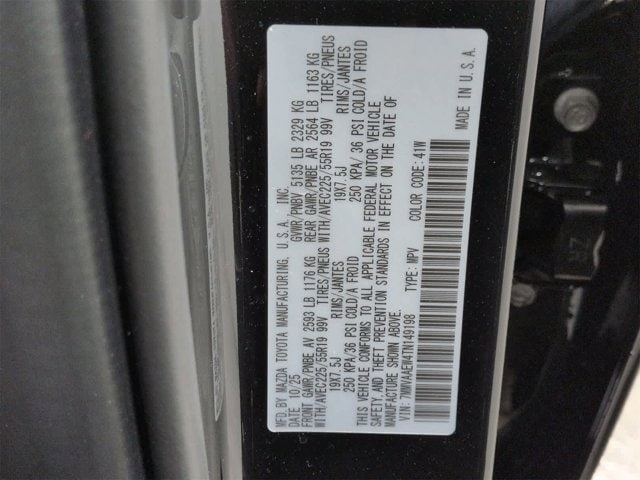 MFD.BY MAZDA TOYOTA MANUFACTURING, U.S.A. INC.
DATE 10/25 GVWR/PNBV 5135 LB 2329 KG
FRONT GAWR/PNBE AV 2593 LB 1176 KG REAR GAWR/PNBE AR 2564 LB 1163 KG
WITH/AVEC225/55R19 99V TIRES/PNEUS WITH/AVEC225/55R19 99V TIRES/PNEUS
19X7.5J RIMS/JANTES 19X7.5J RIMS/JANTES
250 KPA/36 PSI COLD/A FROID 250 KPA/ 36 PSI COLD/A FROID
THIS VEHICLE CONFORMS TO ALL APPLICABLE FEDERAL MOTOR VEHICLE
SAFETY AND THEFT PREVENTION STANDARDS IN EFFECT ON THE DATE OF
MANUFACTURE SHOWN ABOVE.
VIN: 7MMVAAEW4TN149198 TYPE: MPV COLOR CODE: 41W
MADE IN U.S.A.